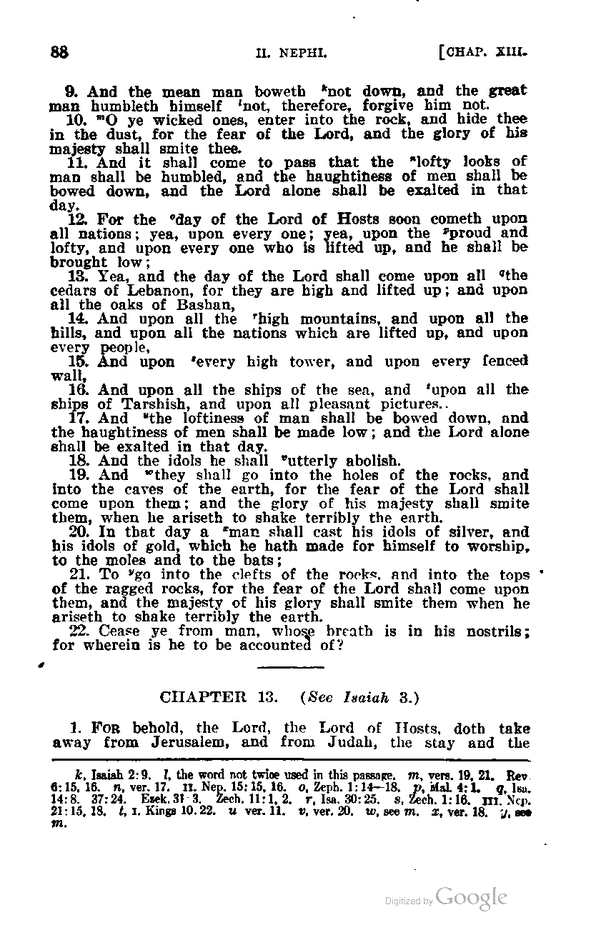 88 II. NEPHI. [CHAP. XIII.
9. And the mean man boweth ᵏnot down, and the great
man humbleth himself ˡnot, therefore, forgive him not.
10. ᵐO ye wicked ones, enter into the rock, and hide thee
in the dust, for the fear of the Lord, and the glory of his
majesty shall smite thee.
11. And it shall come to pass that the ⁿlofty looks of
man shall be humbled, and the haughtiness of men shall be
bowed down, and the Lord alone shall be exalted in that
day.
12. For the ᵒday of the Lord of Hosts soon cometh upon
all nations; yea, upon every one; yea, upon the ᵖproud and
lofty, and upon every one who is lifted up, and he shall be
brought low;
13. Yea, and the day of the Lord shall come upon all ᑫthe
cedars of Lebanon, for they are high and lifted up; and upon
all the oaks of Bashan,
14. And upon all the ʳhigh mountains, and upon all the
hills, and upon all the nations which are lifted up, and upon
every people,
15. And upon ˢevery high tower, and upon every fenced
wall,
16. And upon all the ships of the sea, and ᵗupon all the
ships of Tarshish, and upon all pleasant pictures..
17. And ᵘthe loftiness of man shall be bowed down, and
the haughtiness of men shall be made low; and the Lord alone
shall be exalted in that day.
18. And the idols he shall ᵛutterly abolish.
19. And ʷthey shall go into the holes of the rocks, and
into the caves of the earth, for the fear of the Lord shall
come upon them; and the glory of his majesty shall smite
them, when he ariseth to shake terribly the earth.
20. In that day a ˣman shall cast his idols of silver, and
his idols of gold, which he hath made for himself to worship,
to the moles and to the bats;
21. To ʸgo into the clefts of the rocks, and into the tops
of the ragged rocks, for the fear of the Lord shall come upon
them, and the majesty of his glory shall smite them when he
ariseth to shake terribly the earth.
22. Cease ye from man, whose breath is in his nostrils;
for wherein is he to be accounted of?
CHAPTER 13. (See Isaiah 3.)
1. FOR behold, the Lord, the Lord of Hosts, doth take
away from Jerusalem, and from Judah, the stay and the
k, Isaiah 2:9. l, the word not twice used in this passage. m, vers. 19, 21. Rev
6:15, 16. n, ver. 17. II. Nep. 15:15, 16. o, Zeph. 1:14—18. p, Mal. 4:1. q, Isa.
14:8. 37:24. Ezek. 31 3. Zech. 11:1, 2. r, Isa. 30:25. s, Zech. 1:16. III. Nep.
21:15, 18. t, I. Kings 10.22. u ver. 11. v, ver. 20. w, see m. x, ver. 18. y, see
m.
Digitized by Google